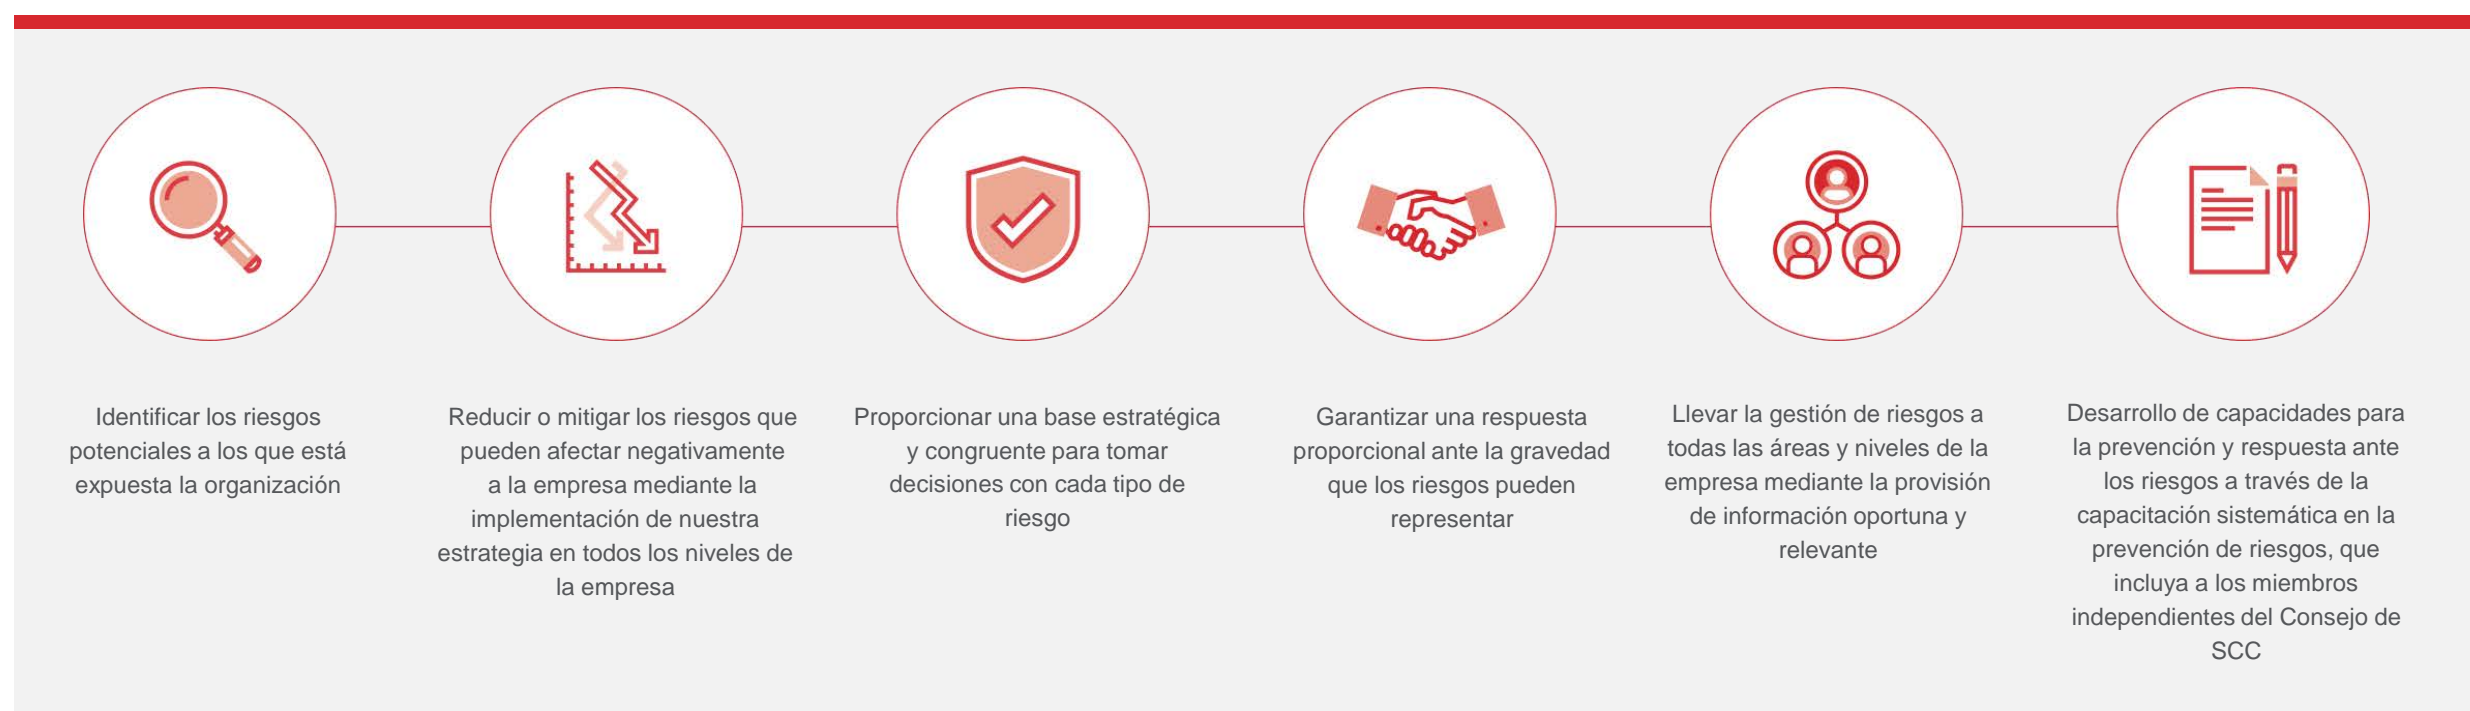 Identificar los riesgos
potenciales a los que está
expuesta la organización
Reducir o mitigar los riesgos que
pueden afectar negativamente
a la empresa mediante la
implementación de nuestra
estrategia en todos los niveles de
la empresa
Proporcionar una base estratégica
y congruente para tomar
decisiones con cada tipo de
riesgo
Garantizar una respuesta
proporcional ante la gravedad
que los riesgos pueden
representar
Llevar la gestión de riesgos a
todas las áreas y niveles de la
empresa mediante la provisión
de información oportuna y
relevante
Desarrollo de capacidades para
la prevención y respuesta ante
los riesgos a través de la
capacitación sistemática en la
prevención de riesgos, que
incluya a los miembros
independientes del Consejo de
SCC